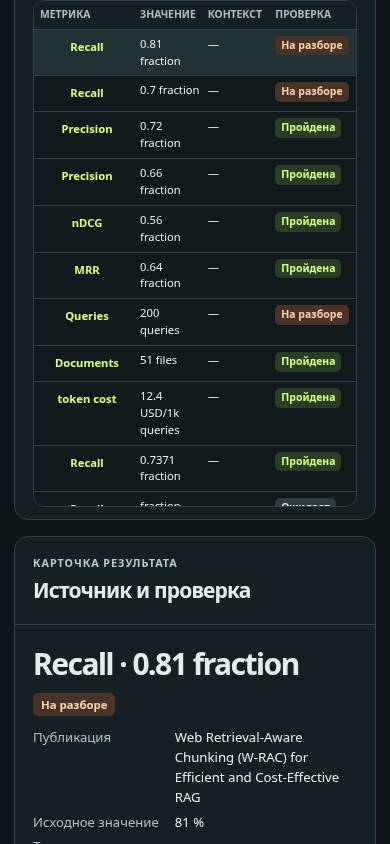 МЕТРИКА ЗНАЧЕНИЕ КОНТЕКСТ ПРОВЕРКА
Recall 0.81 fraction — На разборе
Recall 0.7 fraction — На разборе
Precision 0.72 fraction — Пройдена
Precision 0.66 fraction — Пройдена
nDCG 0.56 fraction — Пройдена
MRR 0.64 fraction — Пройдена
Queries 200 queries — На разборе
Documents 51 files — Пройдена
token cost 12.4 USD/1k queries — Пройдена
Recall 0.7371 fraction — Пройдена
КАРТОЧКА РЕЗУЛЬТАТА
Источник и проверка
Recall · 0.81 fraction
На разборе
Публикация Web Retrieval-Aware
Chunking (W-RAC) for
Efficient and Cost-Effective
RAG
Исходное значение 81 %